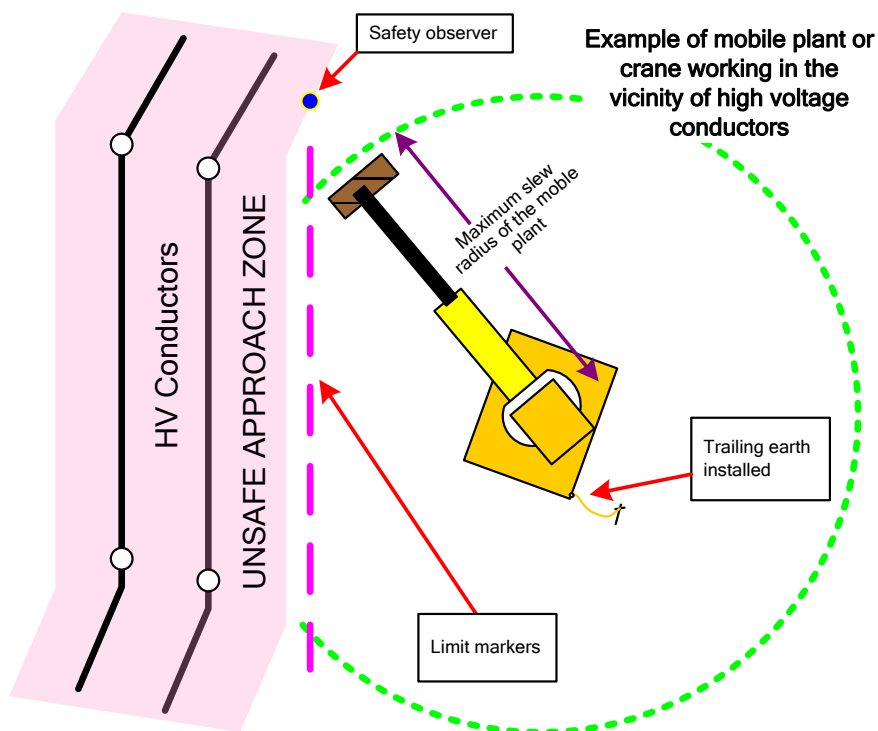 Safety observer
Example of mobile plant or
crane working in the
vicinity of high voltage
conductors
Maximum slew
radius of the moble
plant
HV Conductors
UNSAFE APPROACH ZONE
Trailing earth
installed
Limit markers